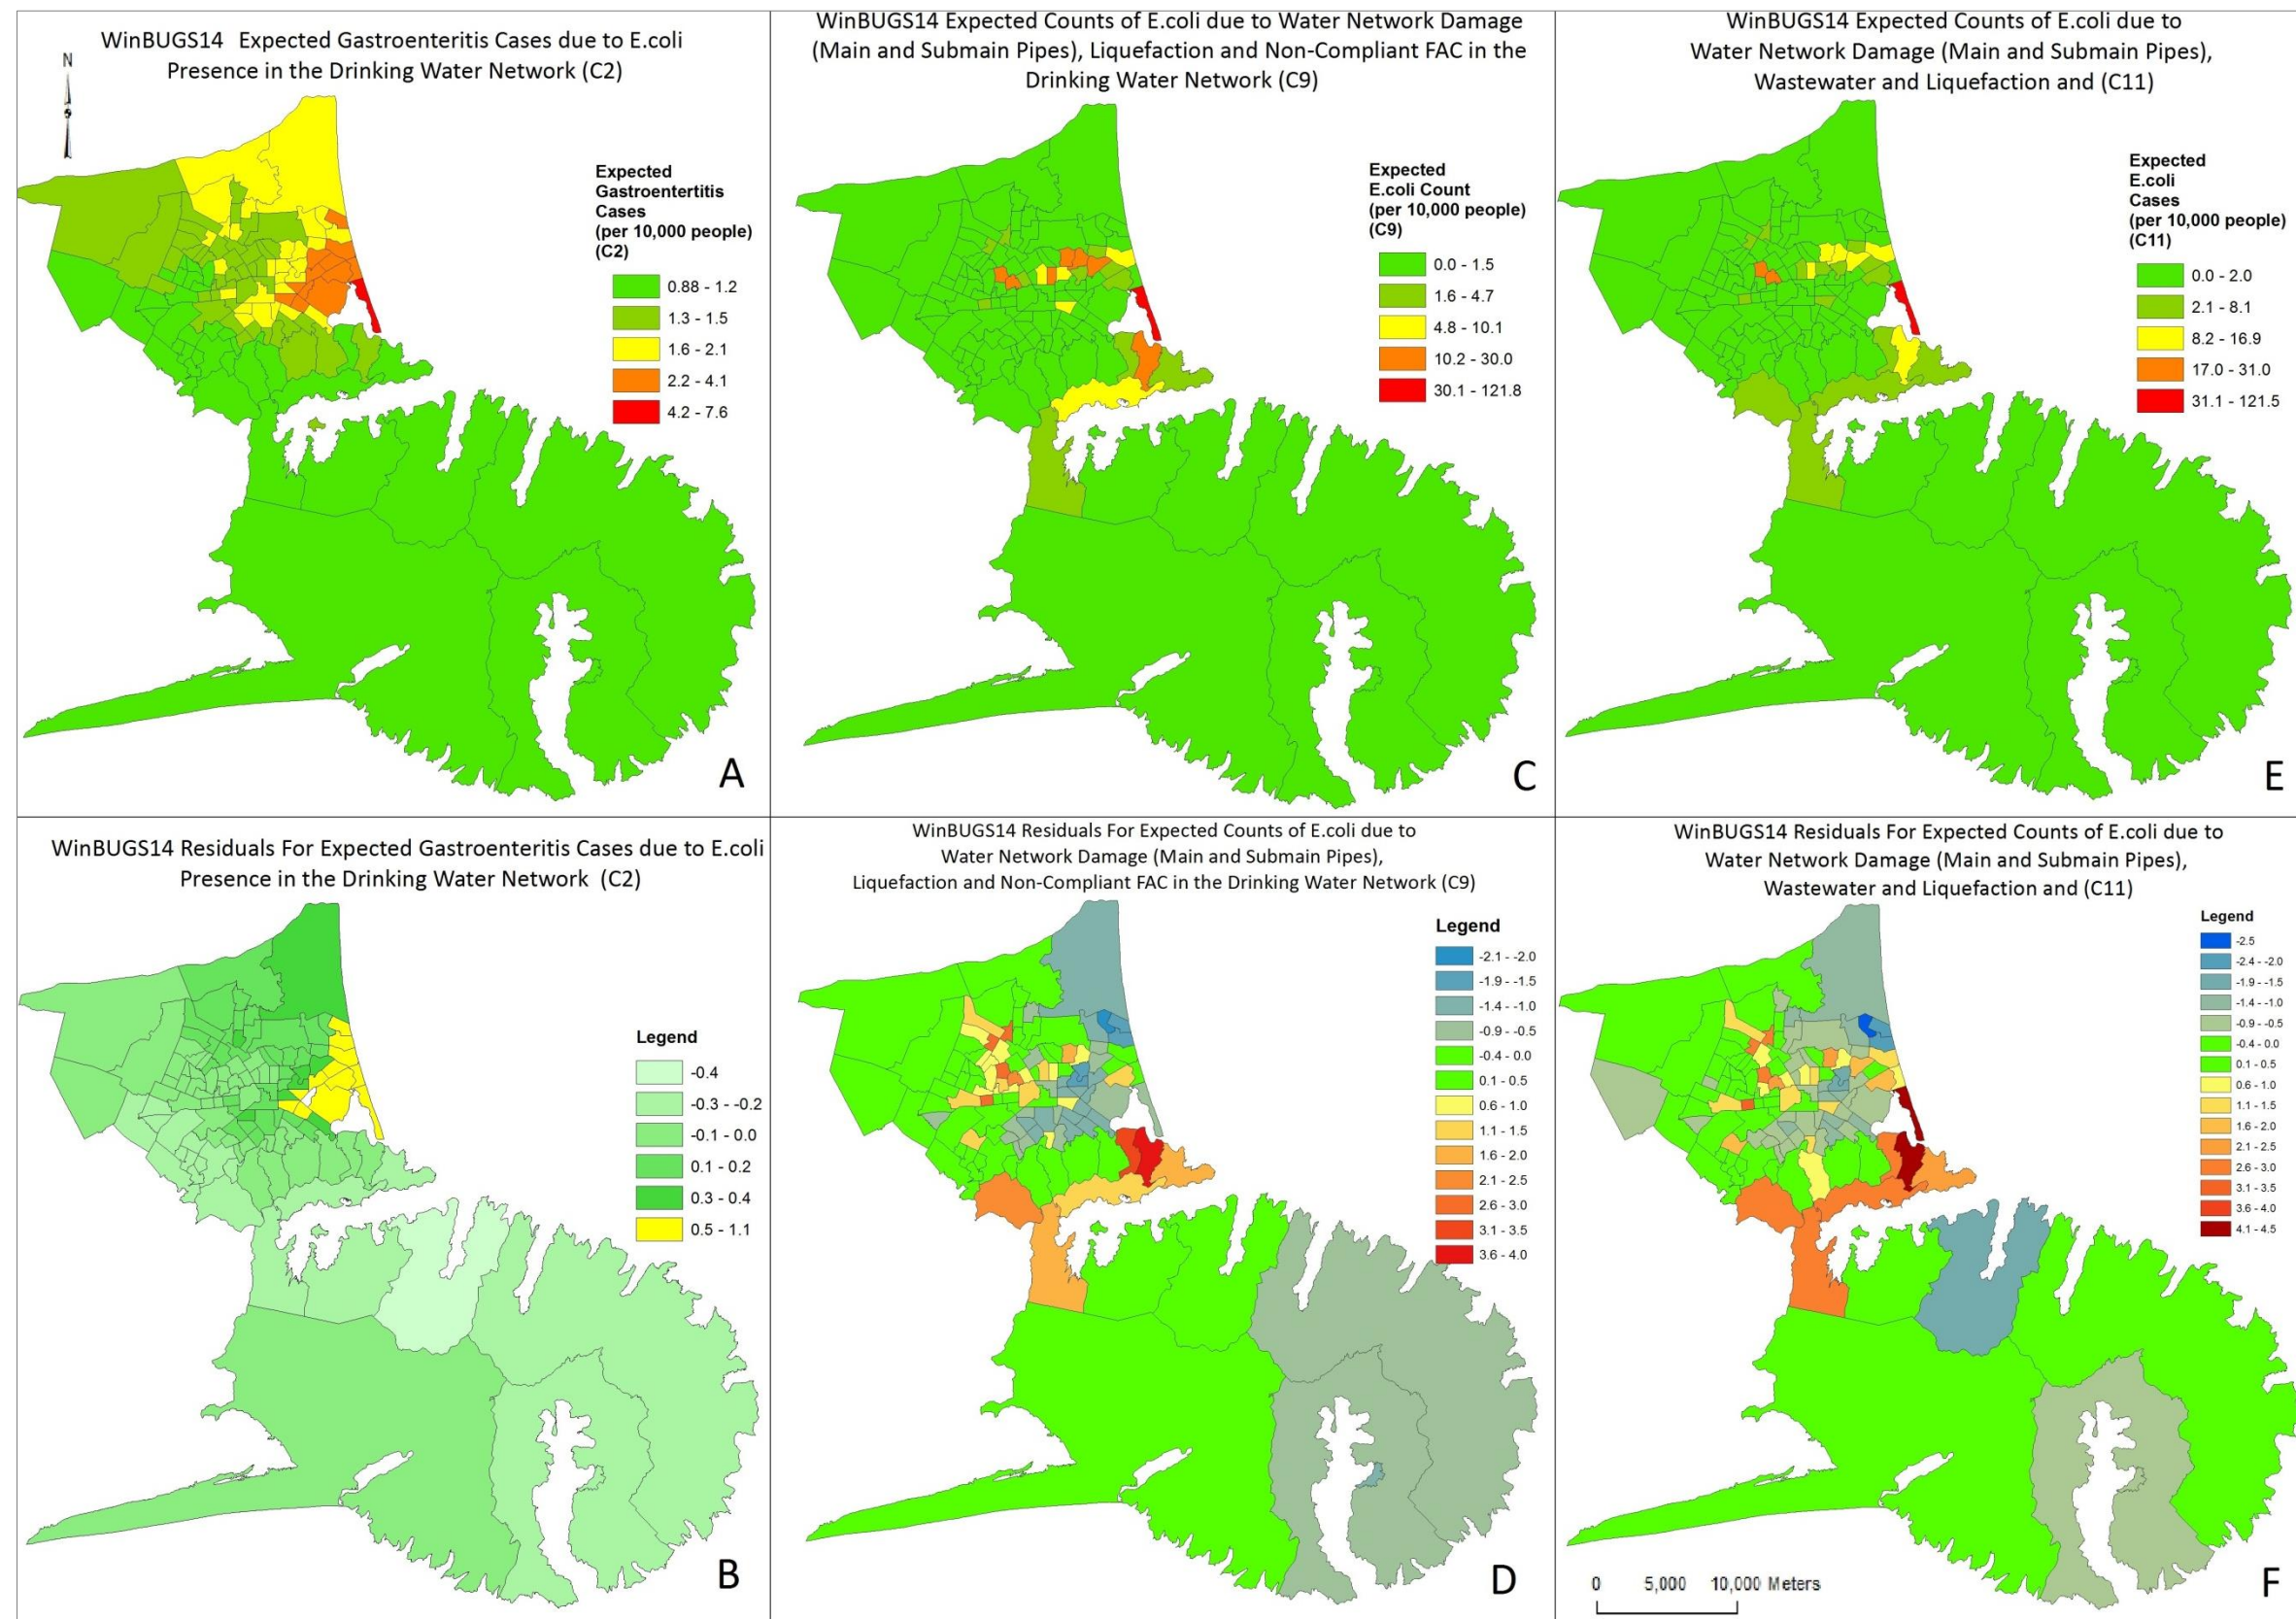 WinBUGS14 Expected Gastroenteritis Cases due to E.coli
Presence in the Drinking Water Network (C2)
N
Expected
Gastroentertitis
Cases
(per 10,000 people)
(C2)
0.88 - 1.2
1.3 - 1.5
1.6 - 2.1
2.2 - 4.1
4.2 - 7.6
A
WinBUGS14 Expected Counts of E.coli due to Water Network Damage
(Main and Submain Pipes), Liquefaction and Non-Compliant FAC in the
Drinking Water Network (C9)
Expected
E.coli Count
(per 10,000 people)
(C9)
0.0 - 1.5
1.6 - 4.7
4.8 - 10.1
10.2 - 30.0
30.1 - 121.8
C
WinBUGS14 Expected Counts of E.coli due to
Water Network Damage (Main and Submain Pipes),
Wastewater and Liquefaction and (C11)
Expected
E.coli
Cases
(per 10,000 people)
(C11)
0.0 - 2.0
2.1 - 8.1
8.2 - 16.9
17.0 - 31.0
31.1 - 121.5
E
WinBUGS14 Residuals For Expected Gastroenteritis Cases due to E.coli
Presence in the Drinking Water Network (C2)
Legend
-0.4
-0.3 - -0.2
-0.1 - 0.0
0.1 - 0.2
0.3 - 0.4
0.5 - 1.1
B
WinBUGS14 Residuals For Expected Counts of E.coli due to
Water Network Damage (Main and Submain Pipes),
Liquefaction and Non-Compliant FAC in the Drinking Water Network (C9)
Legend
-2.1 - -2.0
-1.9 - -1.5
-1.4 - -1.0
-0.9 - -0.5
-0.4 - 0.0
0.1 - 0.5
0.6 - 1.0
1.1 - 1.5
1.6 - 2.0
2.1 - 2.5
2.6 - 3.0
3.1 - 3.5
3.6 - 4.0
D
WinBUGS14 Residuals For Expected Counts of E.coli due to
Water Network Damage (Main and Submain Pipes),
Wastewater and Liquefaction and (C11)
Legend
-2.5
-2.4 - -2.0
-1.9 - -1.5
-1.4 - -1.0
-0.9 - -0.5
-0.4 - 0.0
0.1 - 0.5
0.6 - 1.0
1.1 - 1.5
1.6 - 2.0
2.1 - 2.5
2.6 - 3.0
3.1 - 3.5
3.6 - 4.0
4.1 - 4.5
0 5,000 10,000 Meters
F